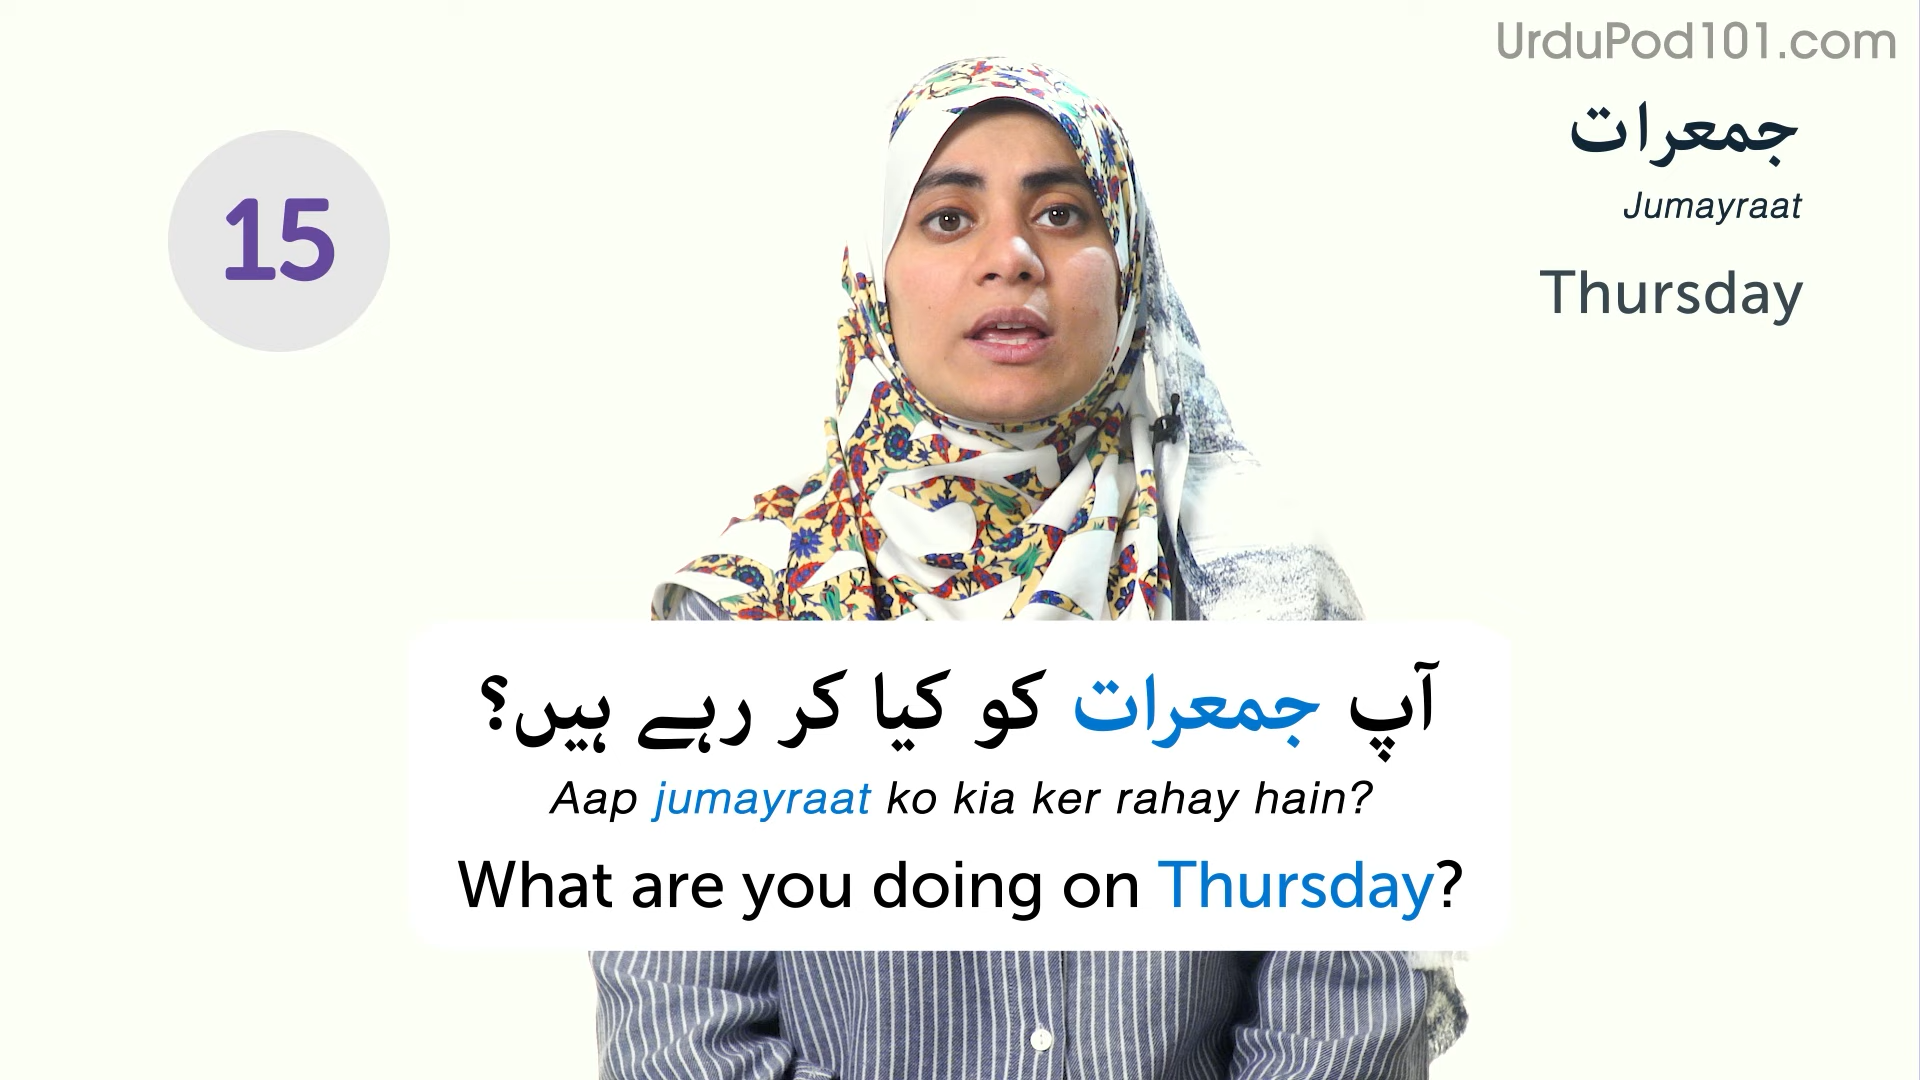 UrduPod101.com
15
جمعرات
Jumayraat
Thursday
آپ جمعرات کو کیا کر رہے ہیں؟
Aap jumayraat ko kia ker rahay hain?
What are you doing on Thursday?